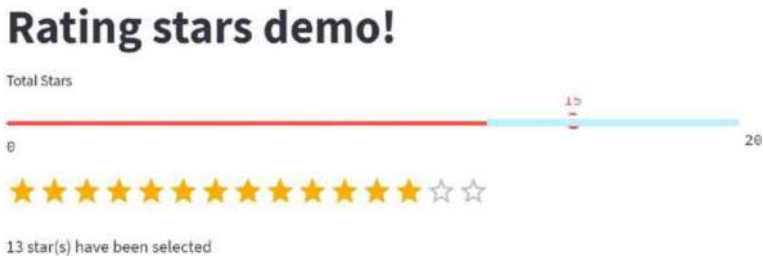 Rating stars demo!
Total Stars
15
0
20
13 star(s) have been selected